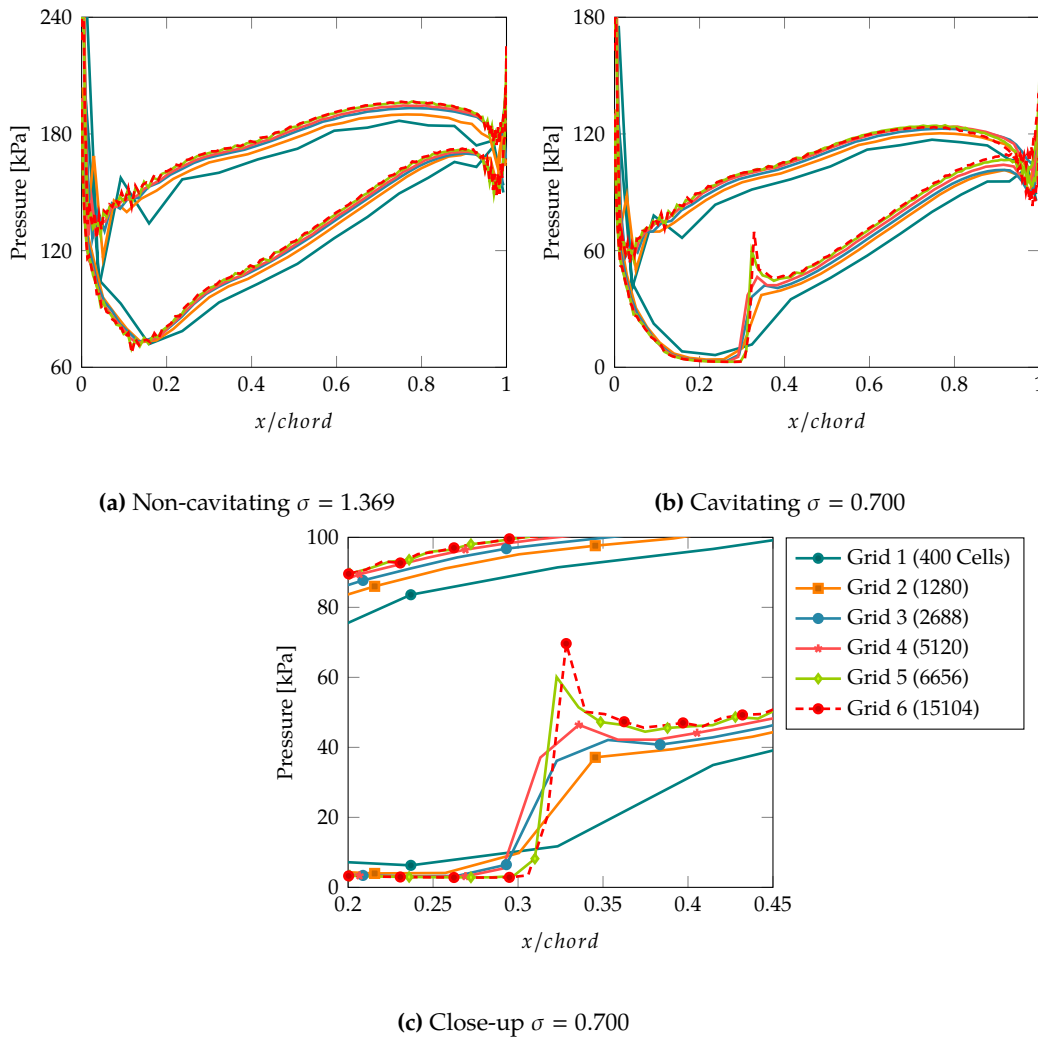 240
180
120
60
Pressure [kPa]
0
0.2
0.4
0.6
0.8
1
x/chord
(a) Non-cavitating σ = 1.369
180
120
60
0
Pressure [kPa]
0
0.2
0.4
0.6
0.8
1
x/chord
(b) Cavitating σ = 0.700
100
80
60
40
20
0
Pressure [kPa]
0.2
0.25
0.3
0.35
0.4
0.45
x/chord
Grid 1 (400 Cells)
Grid 2 (1280)
Grid 3 (2688)
Grid 4 (5120)
Grid 5 (6656)
Grid 6 (15104)
(c) Close-up σ = 0.700